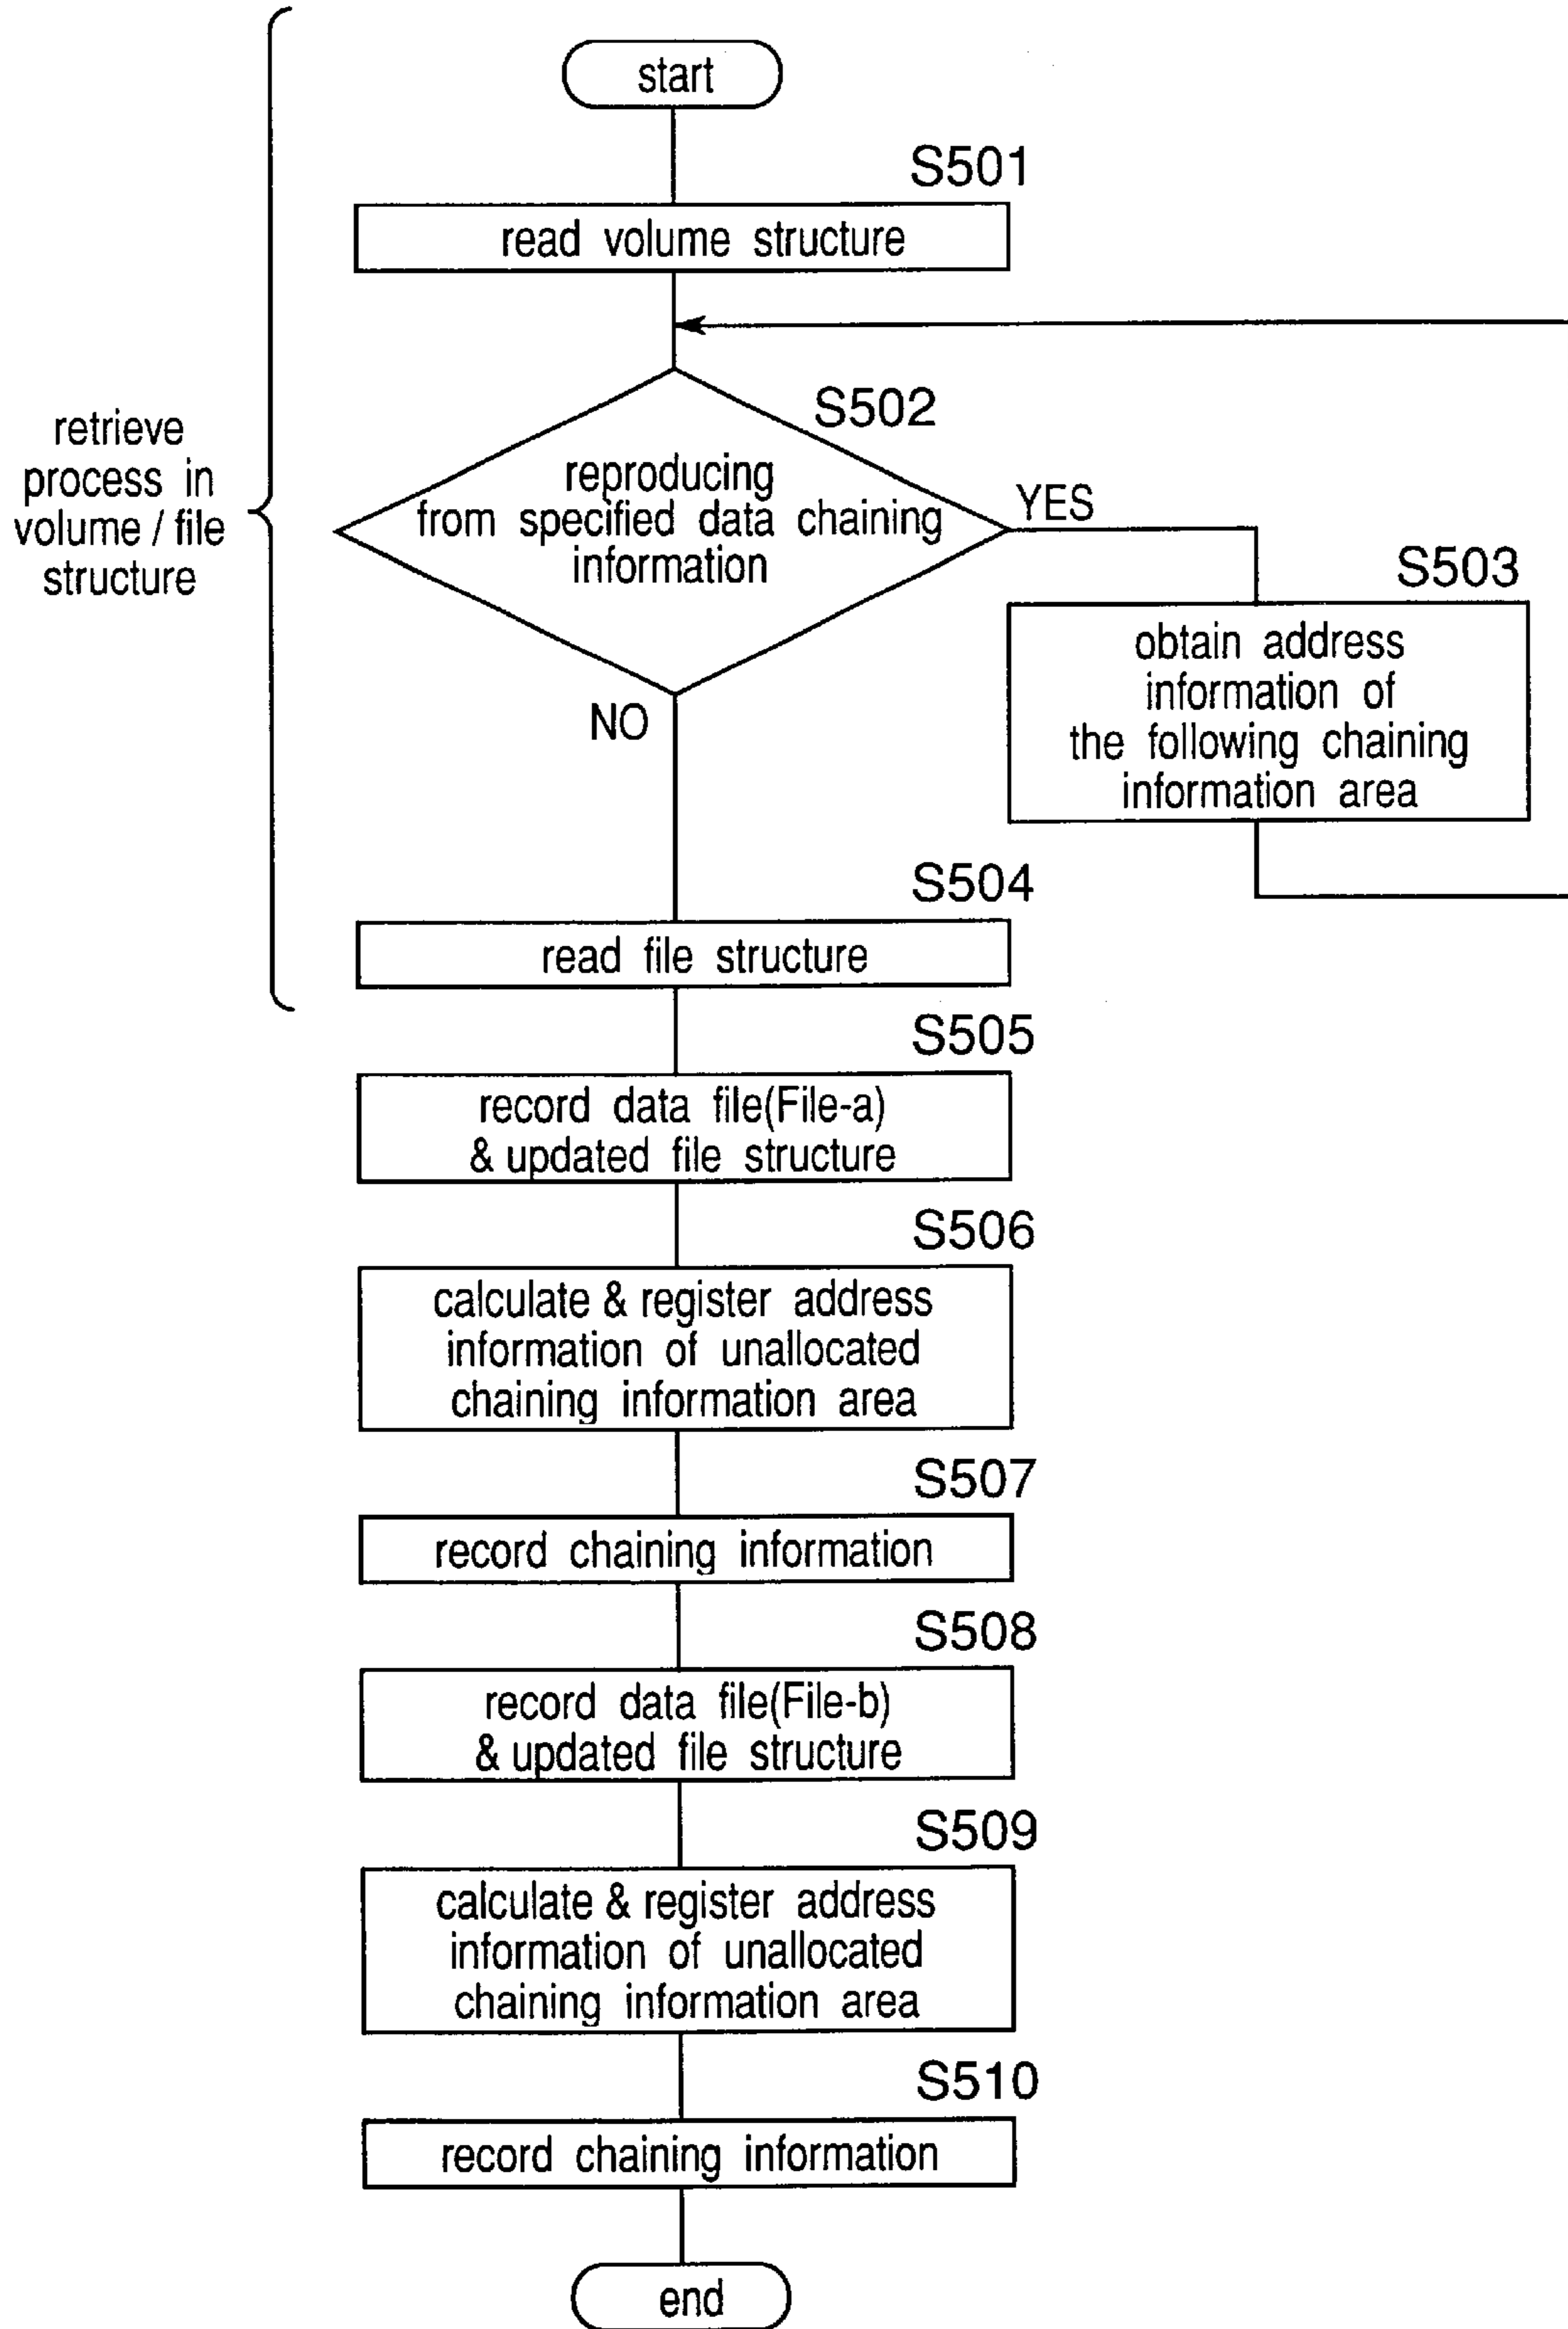 start
S501
read volume structure
S502
reproducing
from specified data chaining
information
YES
NO
S503
obtain address
information of
the following chaining
information area
retrieve
process in
volume / file
structure
S504
read file structure
S505
record data file(File-a)
& updated file structure
S506
calculate & register address
information of unallocated
chaining information area
S507
record chaining information
S508
record data file(File-b)
& updated file structure
S509
calculate & register address
information of unallocated
chaining information area
S510
record chaining information
end